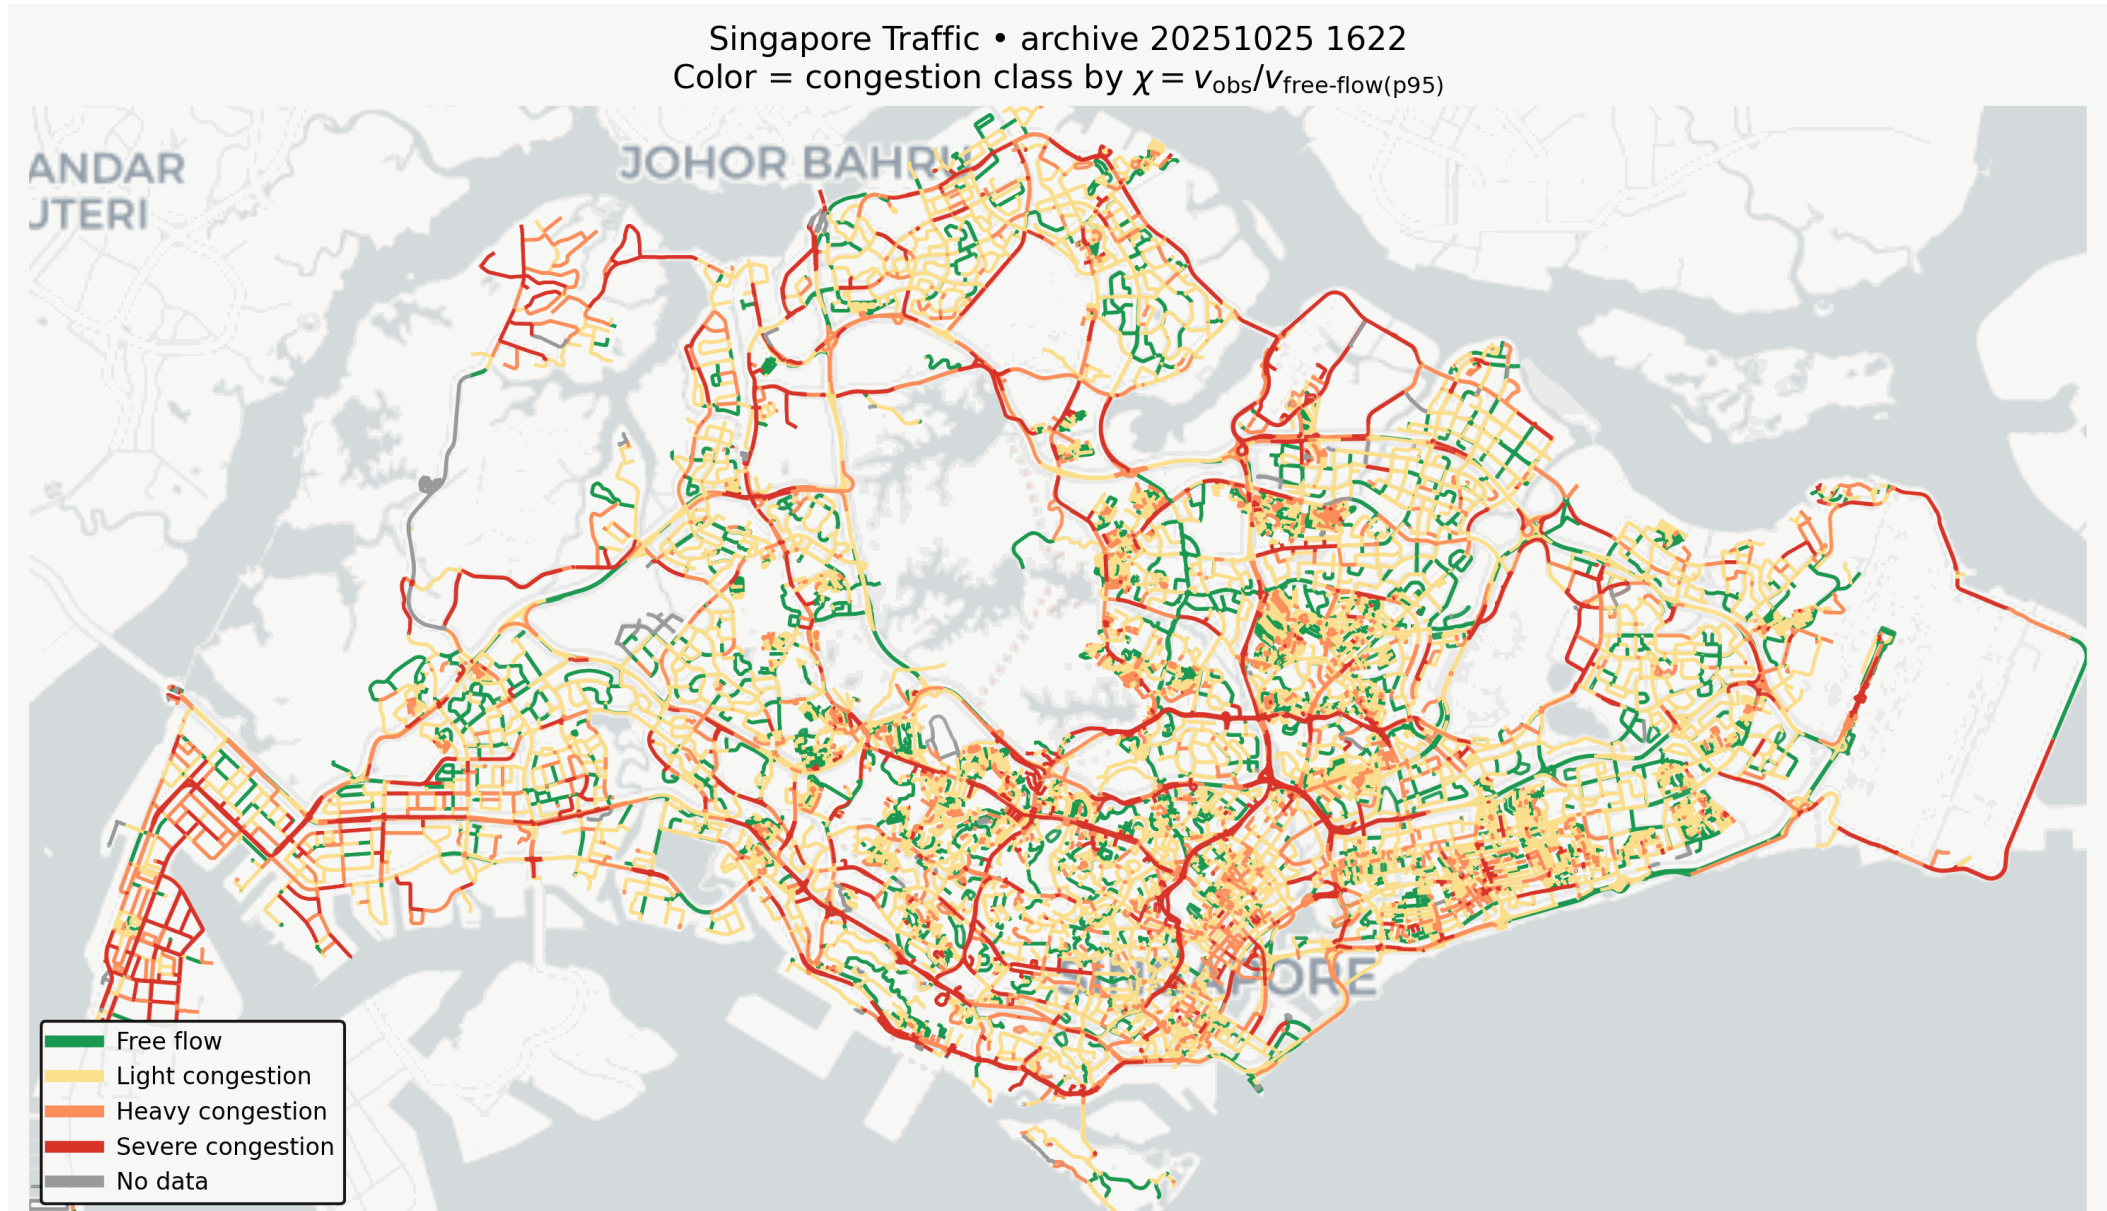 Singapore Traffic • archive 20251025 1622
Color = congestion class by χ = v_obs/v_free-flow(p95)
JOHOR BAHRU
ANDAR
UTERI
SINGAPORE
Free flow
Light congestion
Heavy congestion
Severe congestion
No data